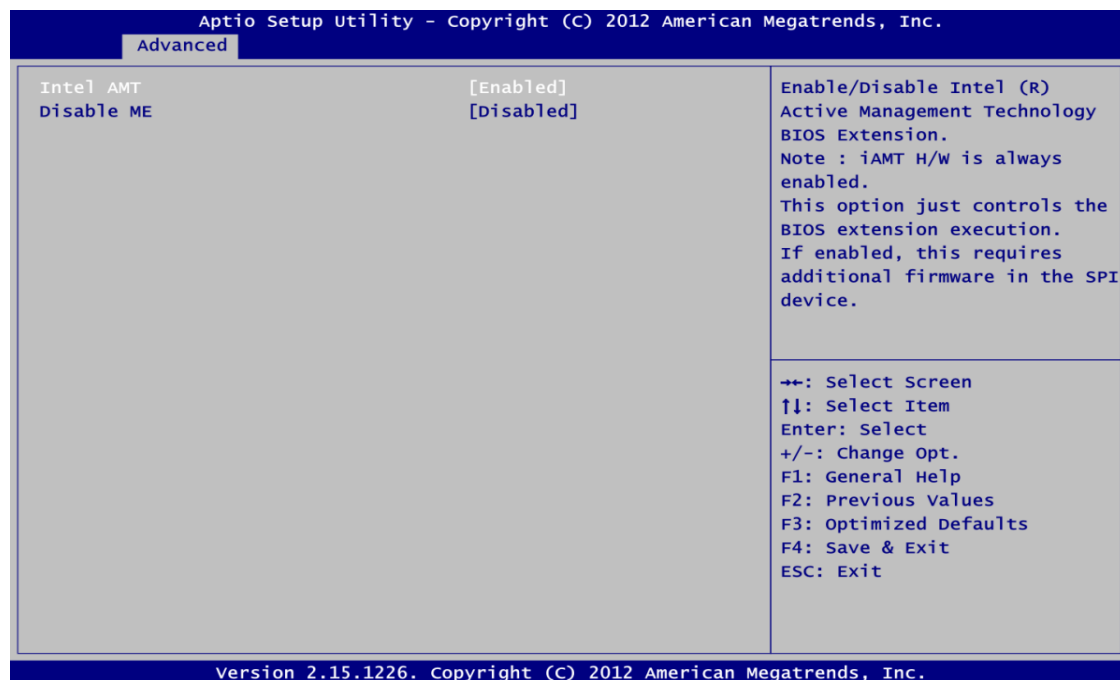 Aptio Setup Utility – Copyright (C) 2012 American Megatrends, Inc.
Advanced
Intel AMT [Enabled]
Disable ME [Disabled]
Enable/Disable Intel (R)
Active Management Technology
BIOS Extension.
Note : iAMT H/W is always
enabled.
This option just controls the
BIOS extension execution.
If enabled, this requires
additional firmware in the SPI
device.
→←: Select Screen
↑↓: Select Item
Enter: Select
+/-: Change Opt.
F1: General Help
F2: Previous Values
F3: Optimized Defaults
F4: Save & Exit
ESC: Exit
Version 2.15.1226. Copyright (C) 2012 American Megatrends, Inc.